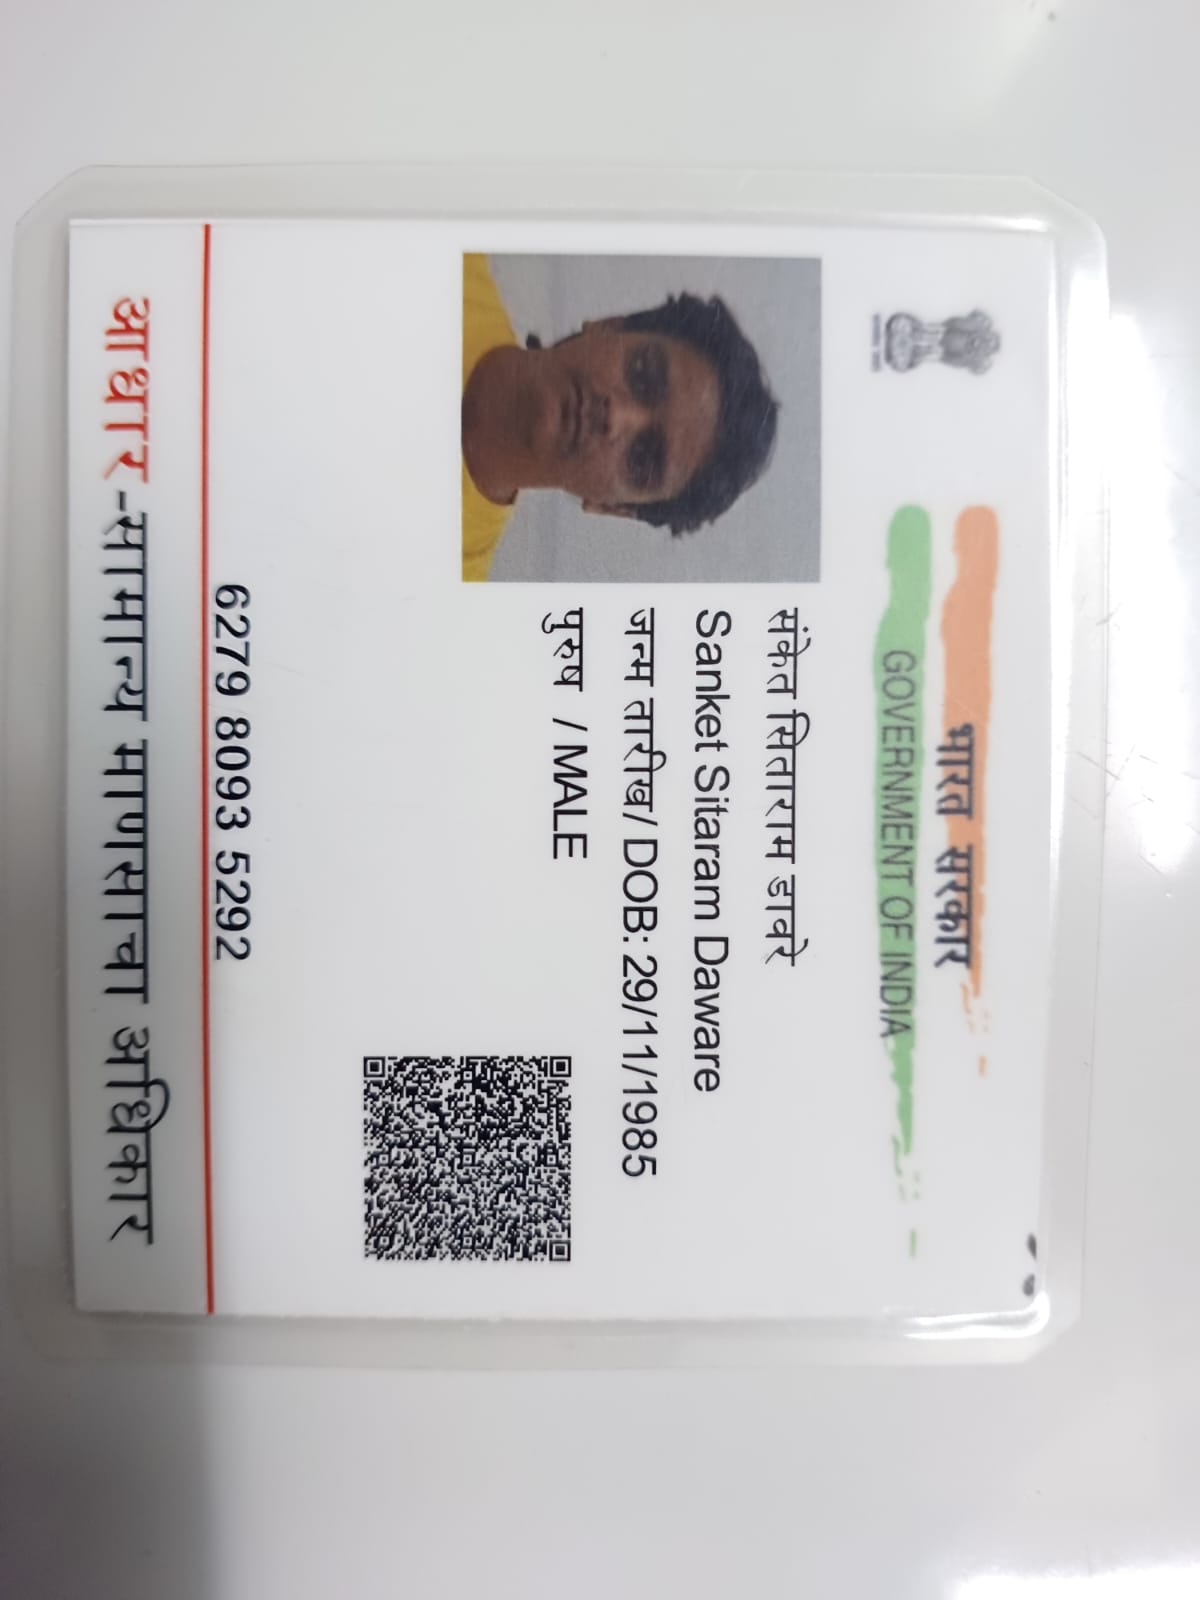 भारत सरकार
GOVERNMENT OF INDIA
संकेत सिताराम डावरे
Sanket Sitaram Daware
जन्म तारीख/ DOB: 29/11/1985
पुरुष / MALE
6279 8093 5292
आधार-सामान्य माणसाचा अधिकार